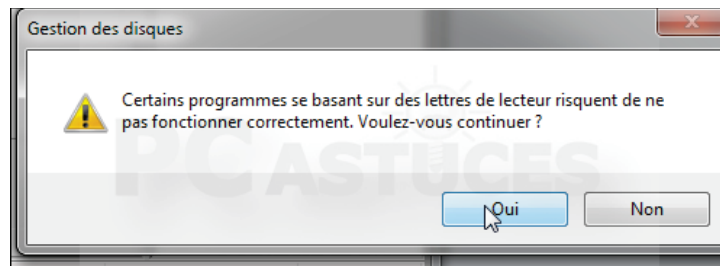 Gestion des disques
Certains programmes se basant sur des lettres de lecteur risquent de ne
pas fonctionner correctement. Voulez-vous continuer ?
PC ASTUCES
Oui
Non